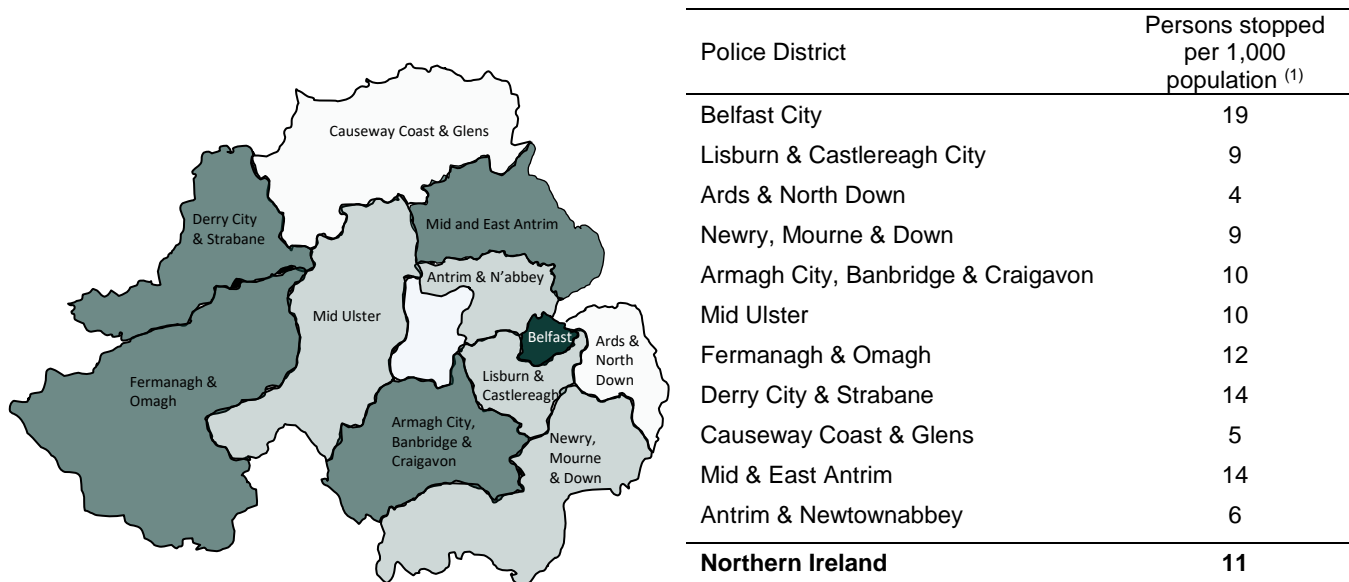 Causeway Coast & Glens
Derry City
& Strabane
Mid and East Antrim
Antrim & N’abbey
Mid Ulster
Belfast
Ards &
North
Down
Fermanagh &
Omagh
Lisburn &
Castlereagh
Armagh City,
Banbridge &
Craigavon
Newry,
Mourne
& Down
Police District
Persons stopped
per 1,000
population (1)
Belfast City 19
Lisburn & Castlereagh City 9
Ards & North Down 4
Newry, Mourne & Down 9
Armagh City, Banbridge & Craigavon 10
Mid Ulster 10
Fermanagh & Omagh 12
Derry City & Strabane 14
Causeway Coast & Glens 5
Mid & East Antrim 14
Antrim & Newtownabbey 6
Northern Ireland 11